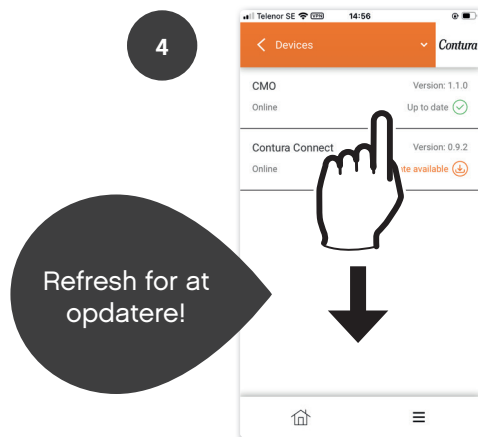 4
Telenor SE VPN 14:56
Devices
Contura
CMO Version: 1.1.0
Online Up to date
Contura Connect Version: 0.9.2
Online available
Refresh for at
opdatere!